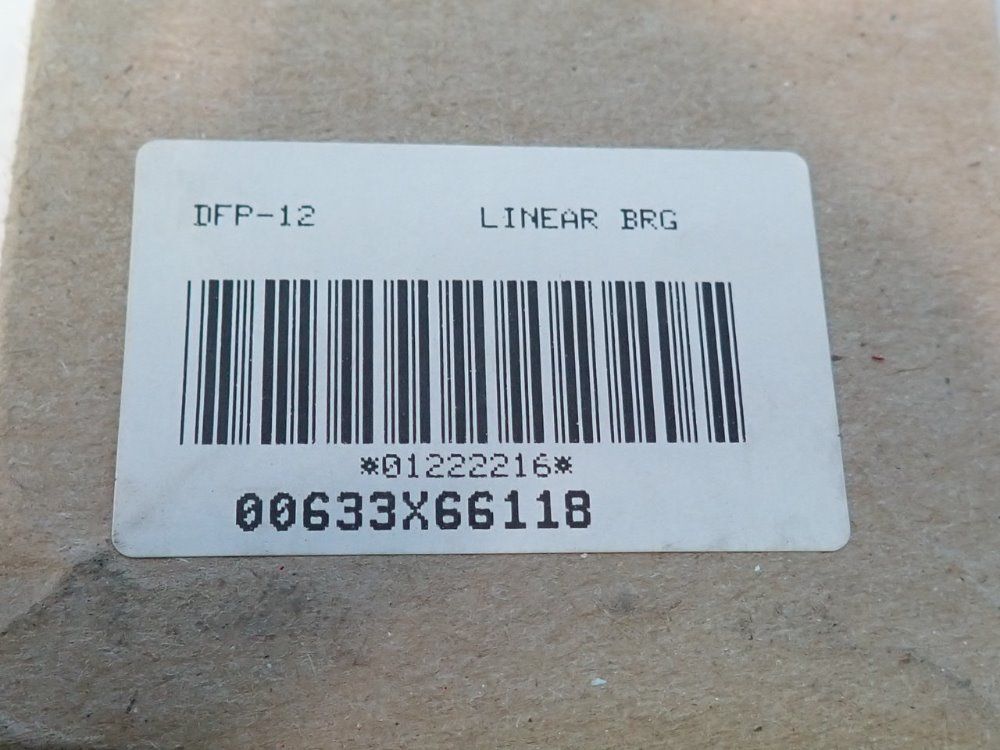 DFP-12 LINEAR BRG
*01222216*
00633X66118